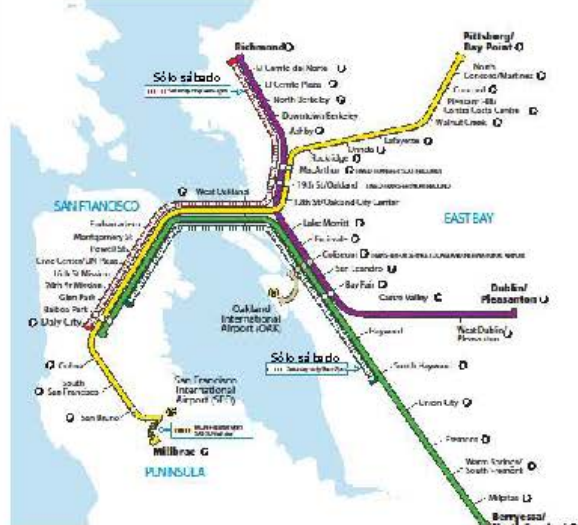 Richmond
El Cerrito del Norte
El Cerrito Plaza
North Berkeley
Downtown Berkeley
Ashby
Sólo sábado
Pittsburg/
Bay Point
North
Concord/Martinez
Concord
Pleasant Hill/
Contra Costa Centre
Walnut Creek
Lafayette
Orinda
Rockridge
MacArthur
19th St/Oakland
12th St/Oakland City Center
West Oakland
SAN FRANCISCO
EAST BAY
Embarcadero
Montgomery St
Powell St
Civic Center/UN Plaza
16th St Mission
24th St Mission
Glen Park
Balboa Park
Daly City
Colma
South
San Francisco
San Bruno
San Francisco
International
Airport (SFO)
Millbrae
PENINSULA
Lake Merritt
Fruitvale
Coliseum
San Leandro
Bay Fair
Castro Valley
Dublin/
Pleasanton
West Dublin/
Pleasanton
Oakland
International
Airport (OAK)
Sólo sábado
Hayward
South Hayward
Union City
Fremont
Warm Springs/
South Fremont
Milpitas
Berryessa/